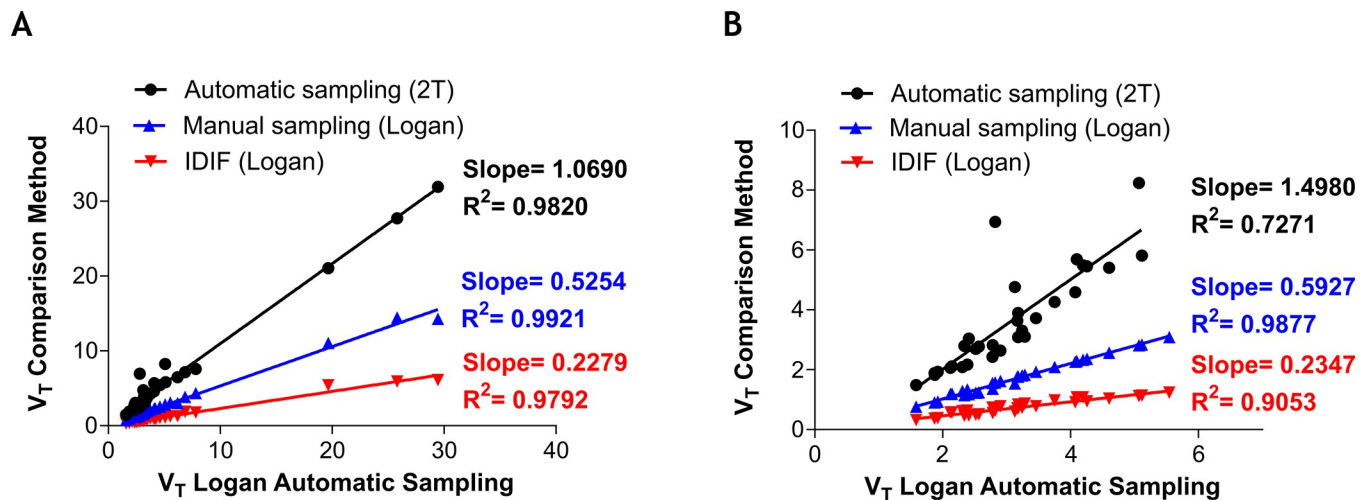 A
Automatic sampling (2T)
Manual sampling (Logan)
IDIF (Logan)
40
30
20
10
0
V_T Comparison Method
Slope= 1.0690
R²= 0.9820
Slope= 0.5254
R²= 0.9921
Slope= 0.2279
R²= 0.9792
0 10 20 30 40
V_T Logan Automatic Sampling
B
Automatic sampling (2T)
Manual sampling (Logan)
IDIF (Logan)
10
8
6
4
2
0
V_T Comparison Method
Slope= 1.4980
R²= 0.7271
Slope= 0.5927
R²= 0.9877
Slope= 0.2347
R²= 0.9053
0 2 4 6
V_T Logan Automatic Sampling